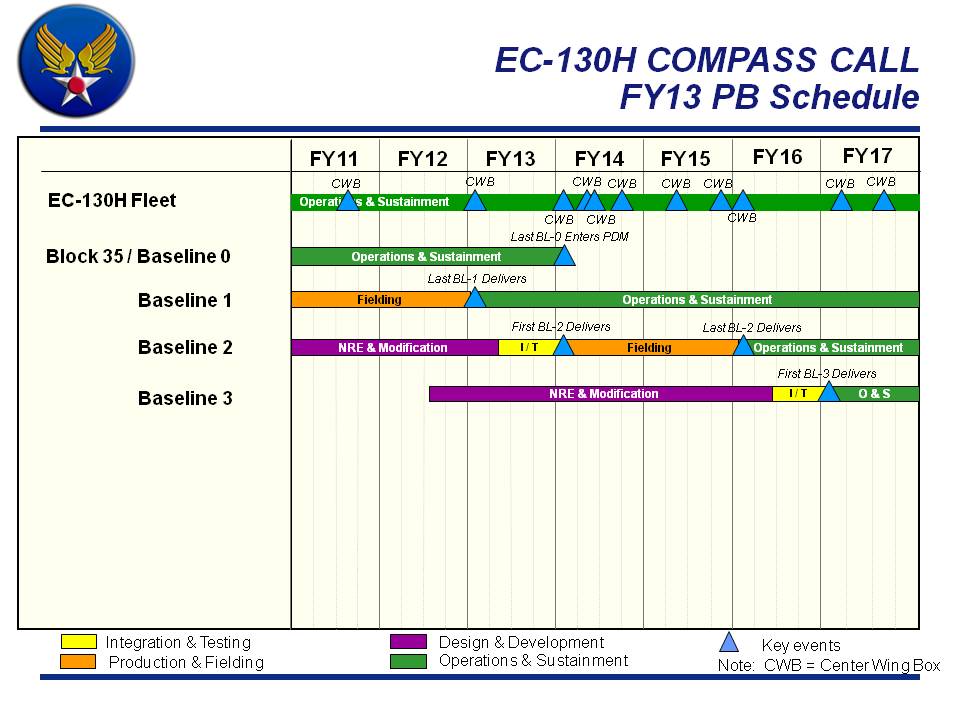 EC-130H COMPASS CALL
FY13 PB Schedule
FY11 FY12 FY13 FY14 FY15 FY16 FY17
CWB CWB CWB CWB CWB CWB CWB CWB
EC-130H Fleet Operations & Sustainment
CWB CWB CWB
Last BL-0 Enters PDM
Block 35 / Baseline 0 Operations & Sustainment
Last BL-1 Delivers
Baseline 1 Fielding Operations & Sustainment
First BL-2 Delivers Last BL-2 Delivers
Baseline 2 NRE & Modification I / T Fielding Operations & Sustainment
First BL-3 Delivers
Baseline 3 NRE & Modification I / T O & S
Integration & Testing Design & Development Key events
Production & Fielding Operations & Sustainment Note: CWB = Center Wing Box